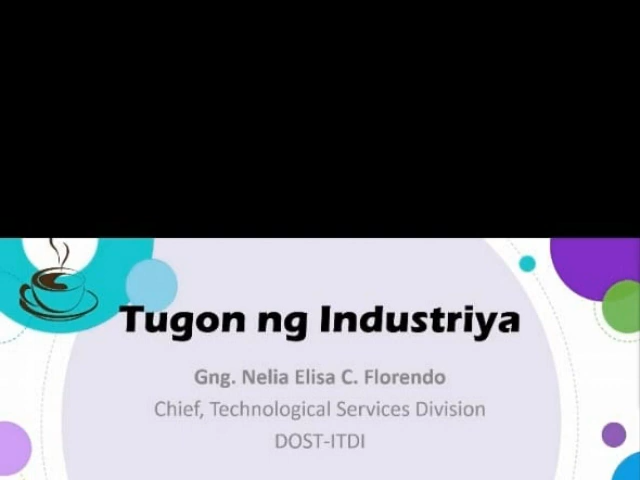 Tugon ng Industriya
Gng. Nelia Elisa C. Florendo
Chief, Technological Services Division
DOST-ITDI